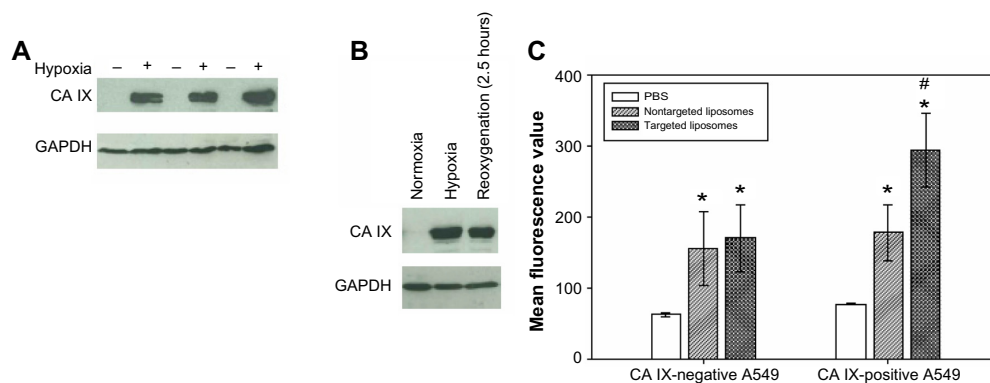 A
Hypoxia – + – + – +
CA IX
GAPDH
B
Normoxia
Hypoxia
Reoxygenation (2.5 hours)
CA IX
GAPDH
C
Mean fluorescence value
400
300
200
100
0
PBS
Nontargeted liposomes
Targeted liposomes
* * * # *
CA IX-negative A549 CA IX-positive A549